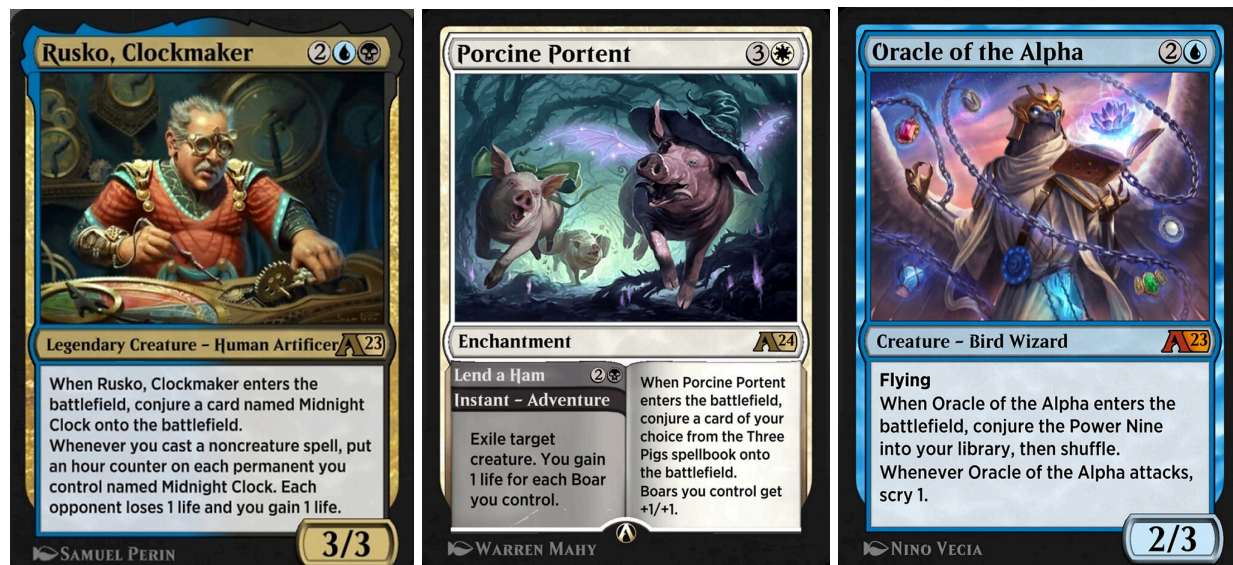 Rusko, Clockmaker
2
Legendary Creature – Human Artificer
A23
When Rusko, Clockmaker enters the
battlefield, conjure a card named Midnight
Clock onto the battlefield.
Whenever you cast a noncreature spell, put
an hour counter on each permanent you
control named Midnight Clock. Each
opponent loses 1 life and you gain 1 life.
3/3
SAMUEL PERIN
Porcine Portent
3
Enchantment
A24
Lend a Ham
2
Instant – Adventure
Exile target
creature. You gain
1 life for each Boar
you control.
When Porcine Portent
enters the battlefield,
conjure a card of your
choice from the Three
Pigs spellbook onto
the battlefield.
Boars you control get
+1/+1.
WARREN MAHY
Oracle of the Alpha
2
Creature – Bird Wizard
A23
Flying
When Oracle of the Alpha enters the
battlefield, conjure the Power Nine
into your library, then shuffle.
Whenever Oracle of the Alpha attacks,
scry 1.
2/3
NINO VECIA